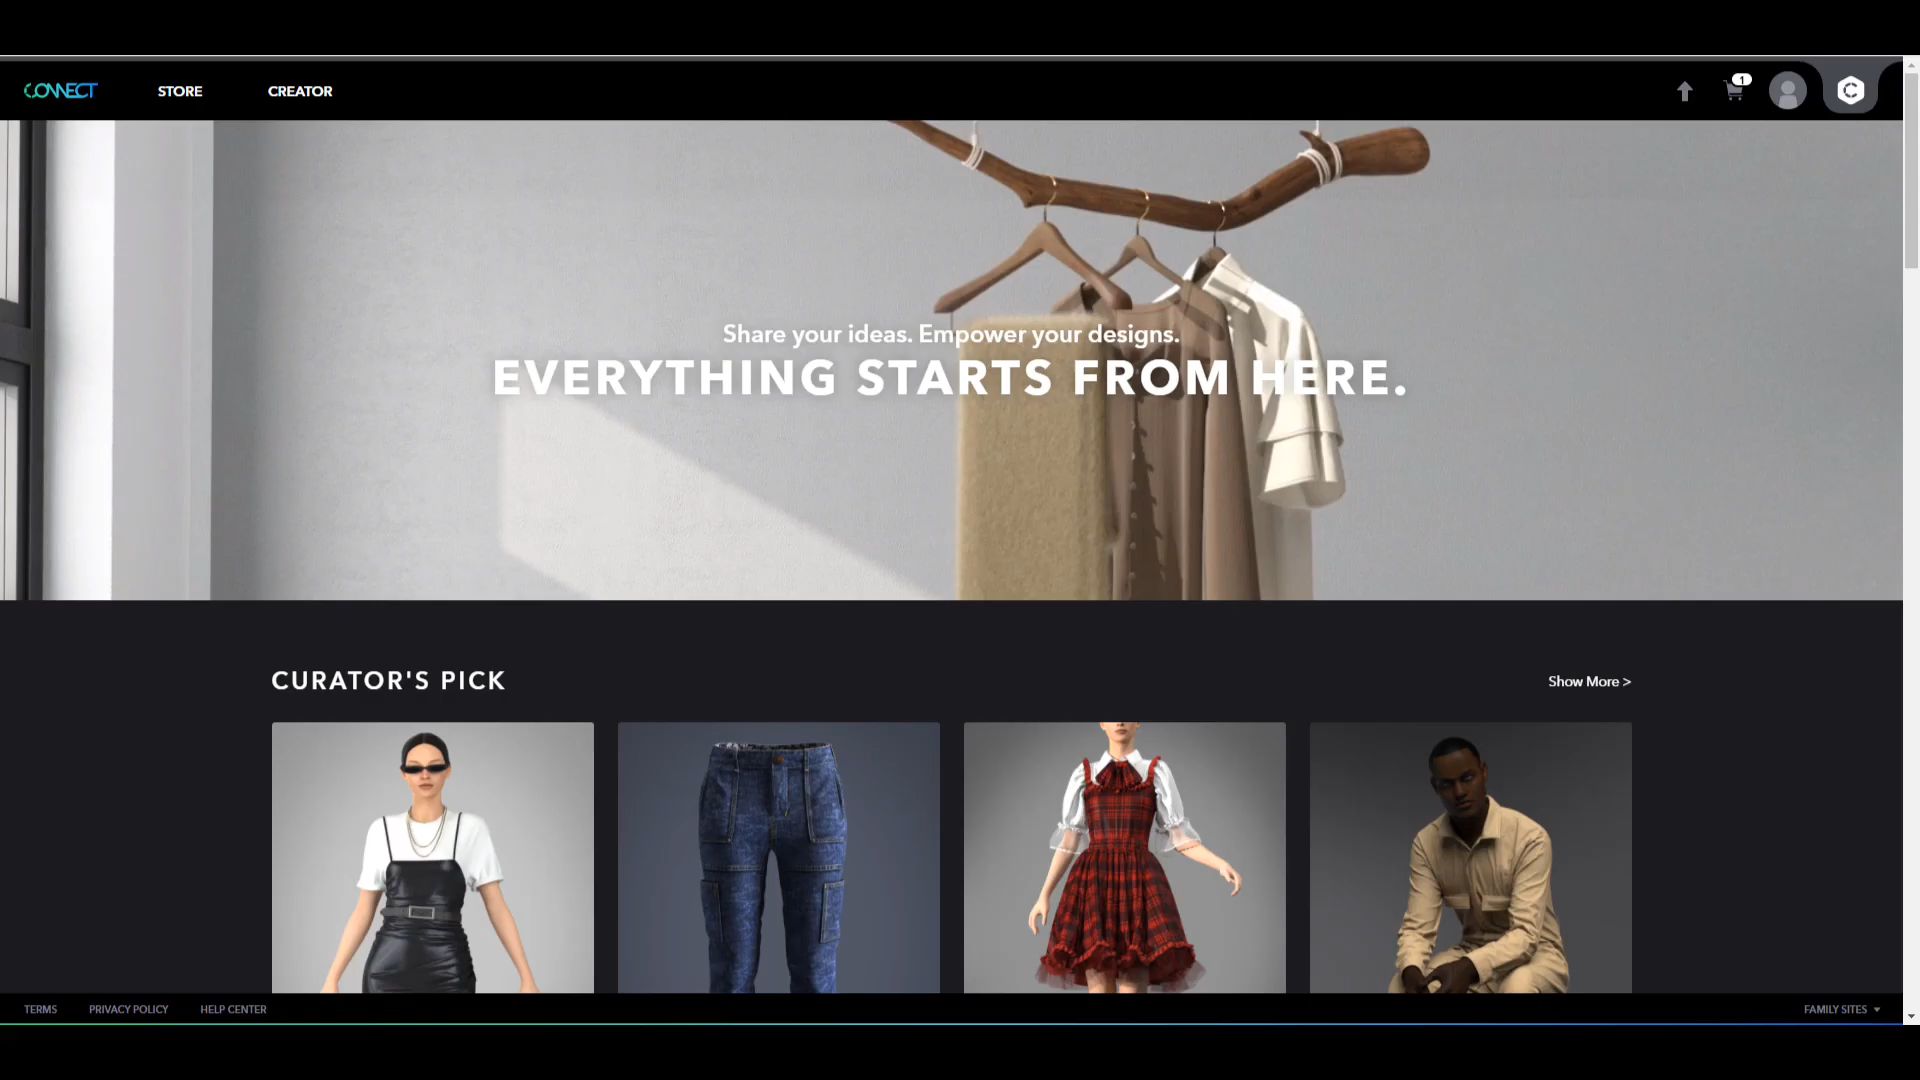 CONNECT
STORE
CREATOR
1
C
Share your ideas. Empower your designs.
EVERYTHING STARTS FROM HERE.
CURATOR'S PICK
Show More >
TERMS
PRIVACY POLICY
HELP CENTER
FAMILY SITES